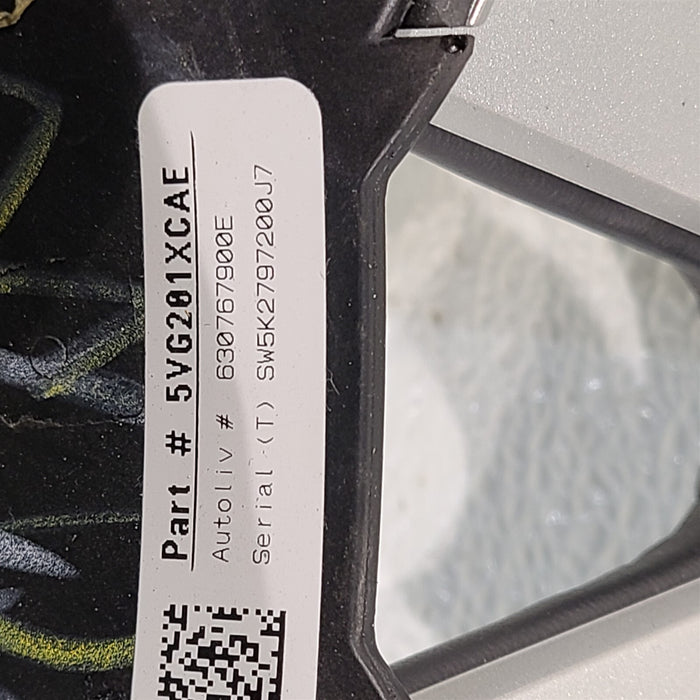 Part # 5VG201XCAE
Autoliv # 630767900E
Serial (T) SW5K2797200J7